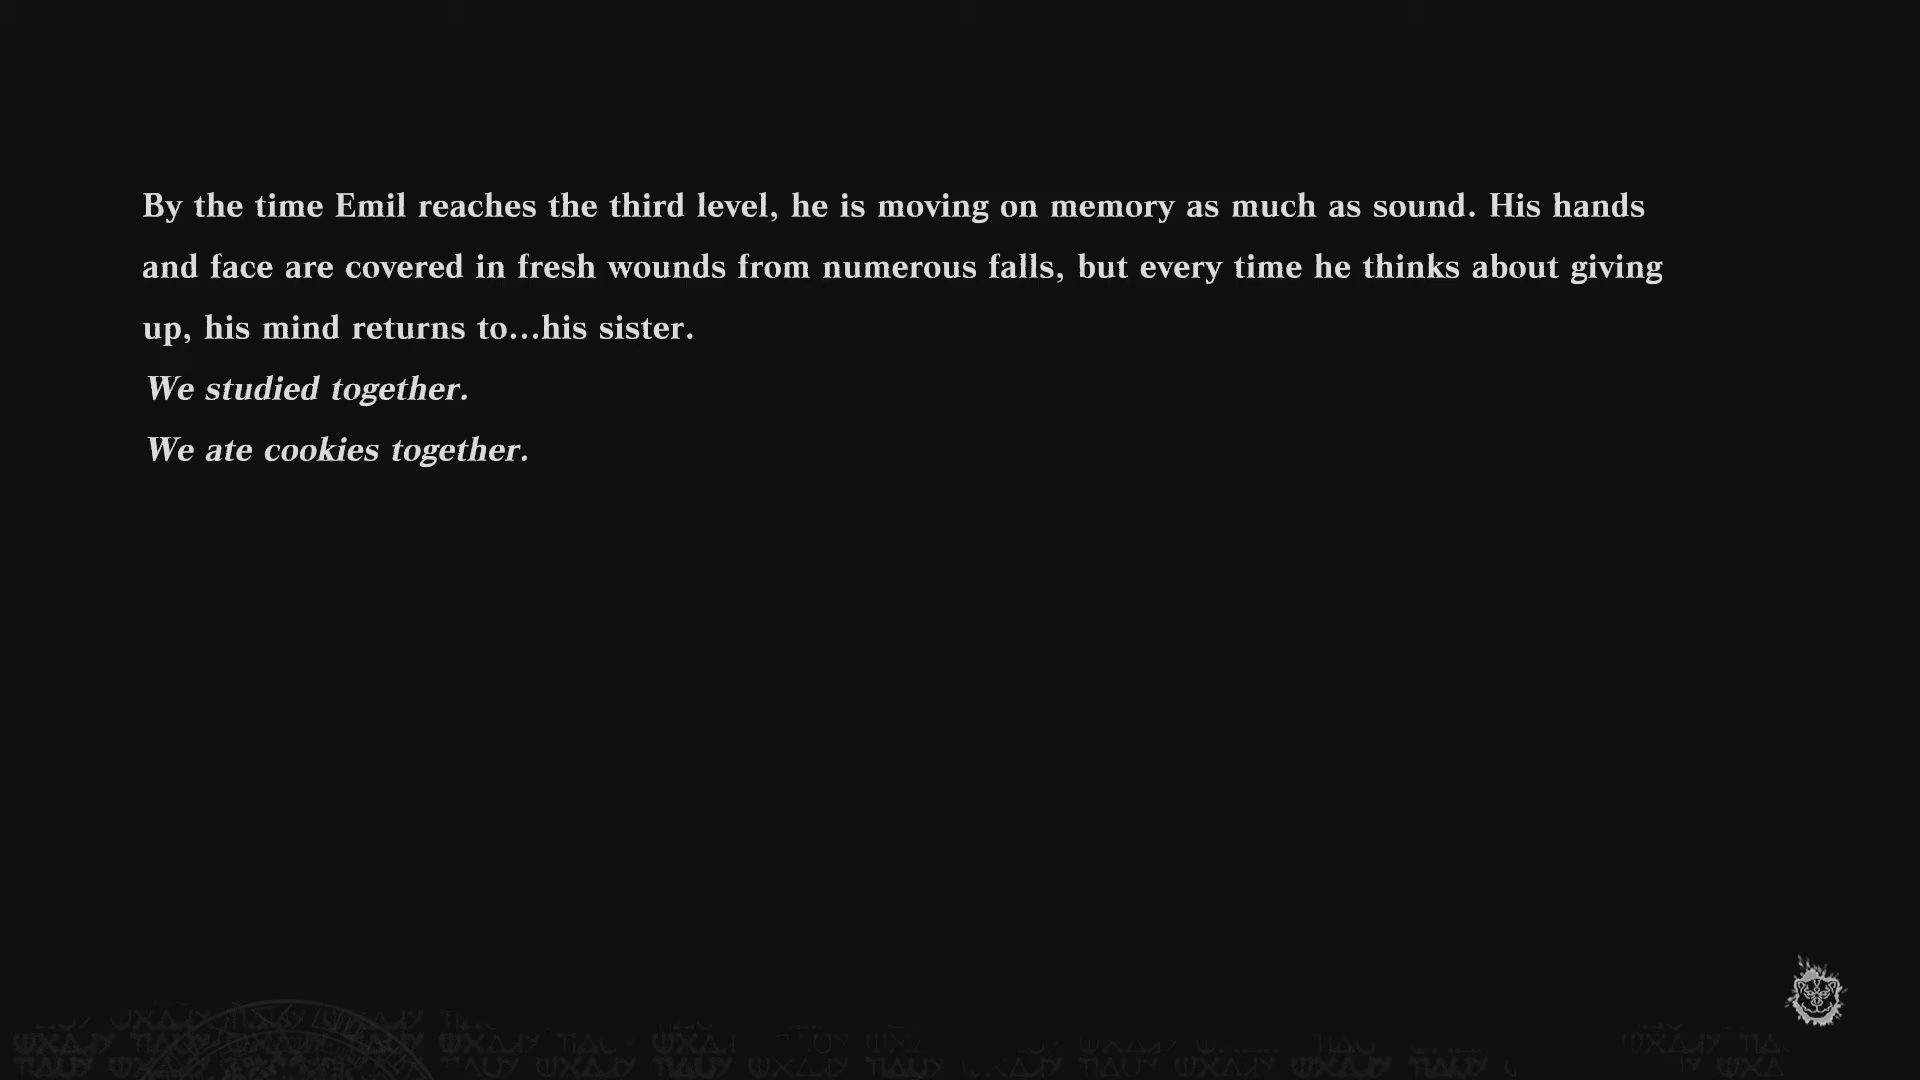 By the time Emil reaches the third level, he is moving on memory as much as sound. His hands
and face are covered in fresh wounds from numerous falls, but every time he thinks about giving
up, his mind returns to…his sister.
We studied together.
We ate cookies together.